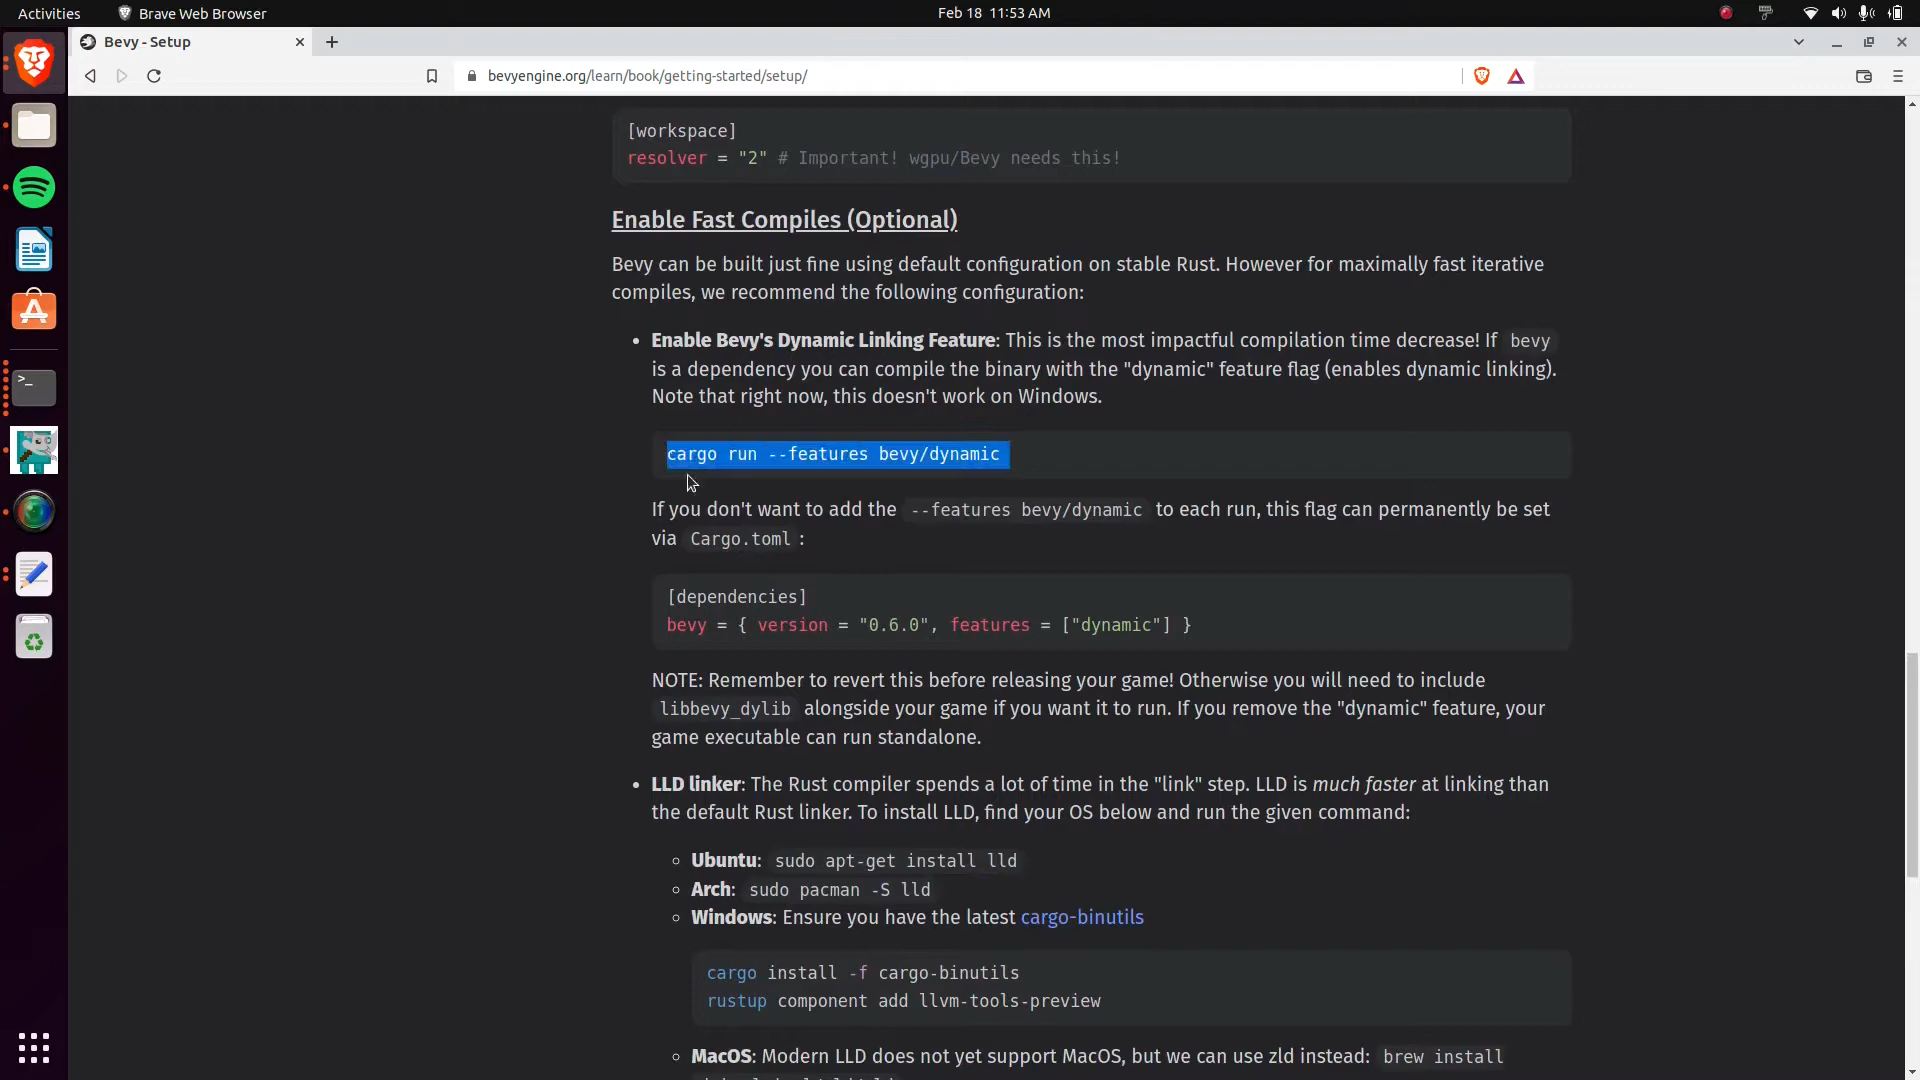 Activities
Brave Web Browser
Feb 18 11:53 AM
Bevy - Setup
bevyengine.org/learn/book/getting-started/setup/
[workspace]
resolver = "2" # Important! wgpu/Bevy needs this!
Enable Fast Compiles (Optional)
Bevy can be built just fine using default configuration on stable Rust. However for maximally fast iterative
compiles, we recommend the following configuration:
• Enable Bevy's Dynamic Linking Feature: This is the most impactful compilation time decrease! If bevy
is a dependency you can compile the binary with the "dynamic" feature flag (enables dynamic linking).
Note that right now, this doesn't work on Windows.
cargo run --features bevy/dynamic
If you don't want to add the --features bevy/dynamic to each run, this flag can permanently be set
via Cargo.toml :
[dependencies]
bevy = { version = "0.6.0", features = ["dynamic"] }
NOTE: Remember to revert this before releasing your game! Otherwise you will need to include
libbevy_dylib alongside your game if you want it to run. If you remove the "dynamic" feature, your
game executable can run standalone.
• LLD linker: The Rust compiler spends a lot of time in the "link" step. LLD is much faster at linking than
the default Rust linker. To install LLD, find your OS below and run the given command:
◦ Ubuntu: sudo apt-get install lld
◦ Arch: sudo pacman -S lld
◦ Windows: Ensure you have the latest cargo-binutils
cargo install -f cargo-binutils
rustup component add llvm-tools-preview
◦ MacOS: Modern LLD does not yet support MacOS, but we can use zld instead: brew install